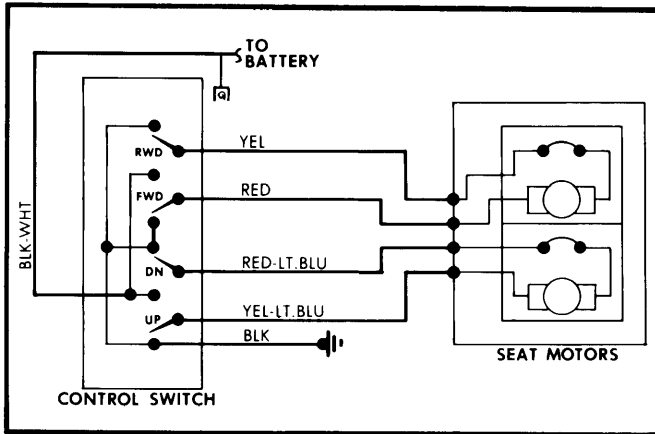 TO
BATTERY
G
YEL
RWD
FWD
RED
BLK-WHT
DN
RED-LT.BLU
UP
YEL-LT.BLU
BLK
SEAT MOTORS
CONTROL SWITCH